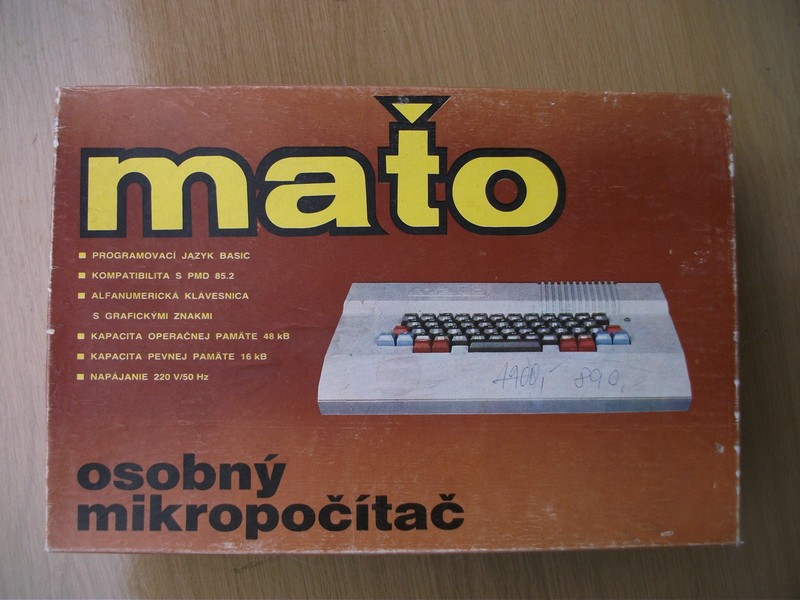 maťo
■ PROGRAMOVACÍ JAZYK BASIC
■ KOMPATIBILITA S PMD 85.2
■ ALFANUMERICKÁ KLÁVESNICA
S GRAFICKÝMI ZNAKMI
■ KAPACITA OPERAČNEJ PAMÄTE 48 kB
■ KAPACITA PEVNEJ PAMÄTE 16 kB
■ NAPÁJANIE 220 V/50 Hz
890,
osobný
mikropočítač